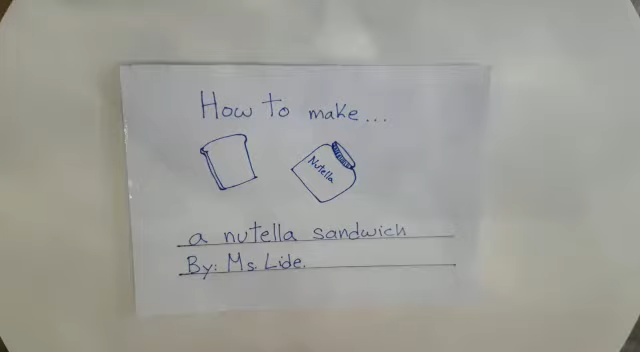 How to make...
Nutella
a nutella sandwich
By: Ms. Lide.